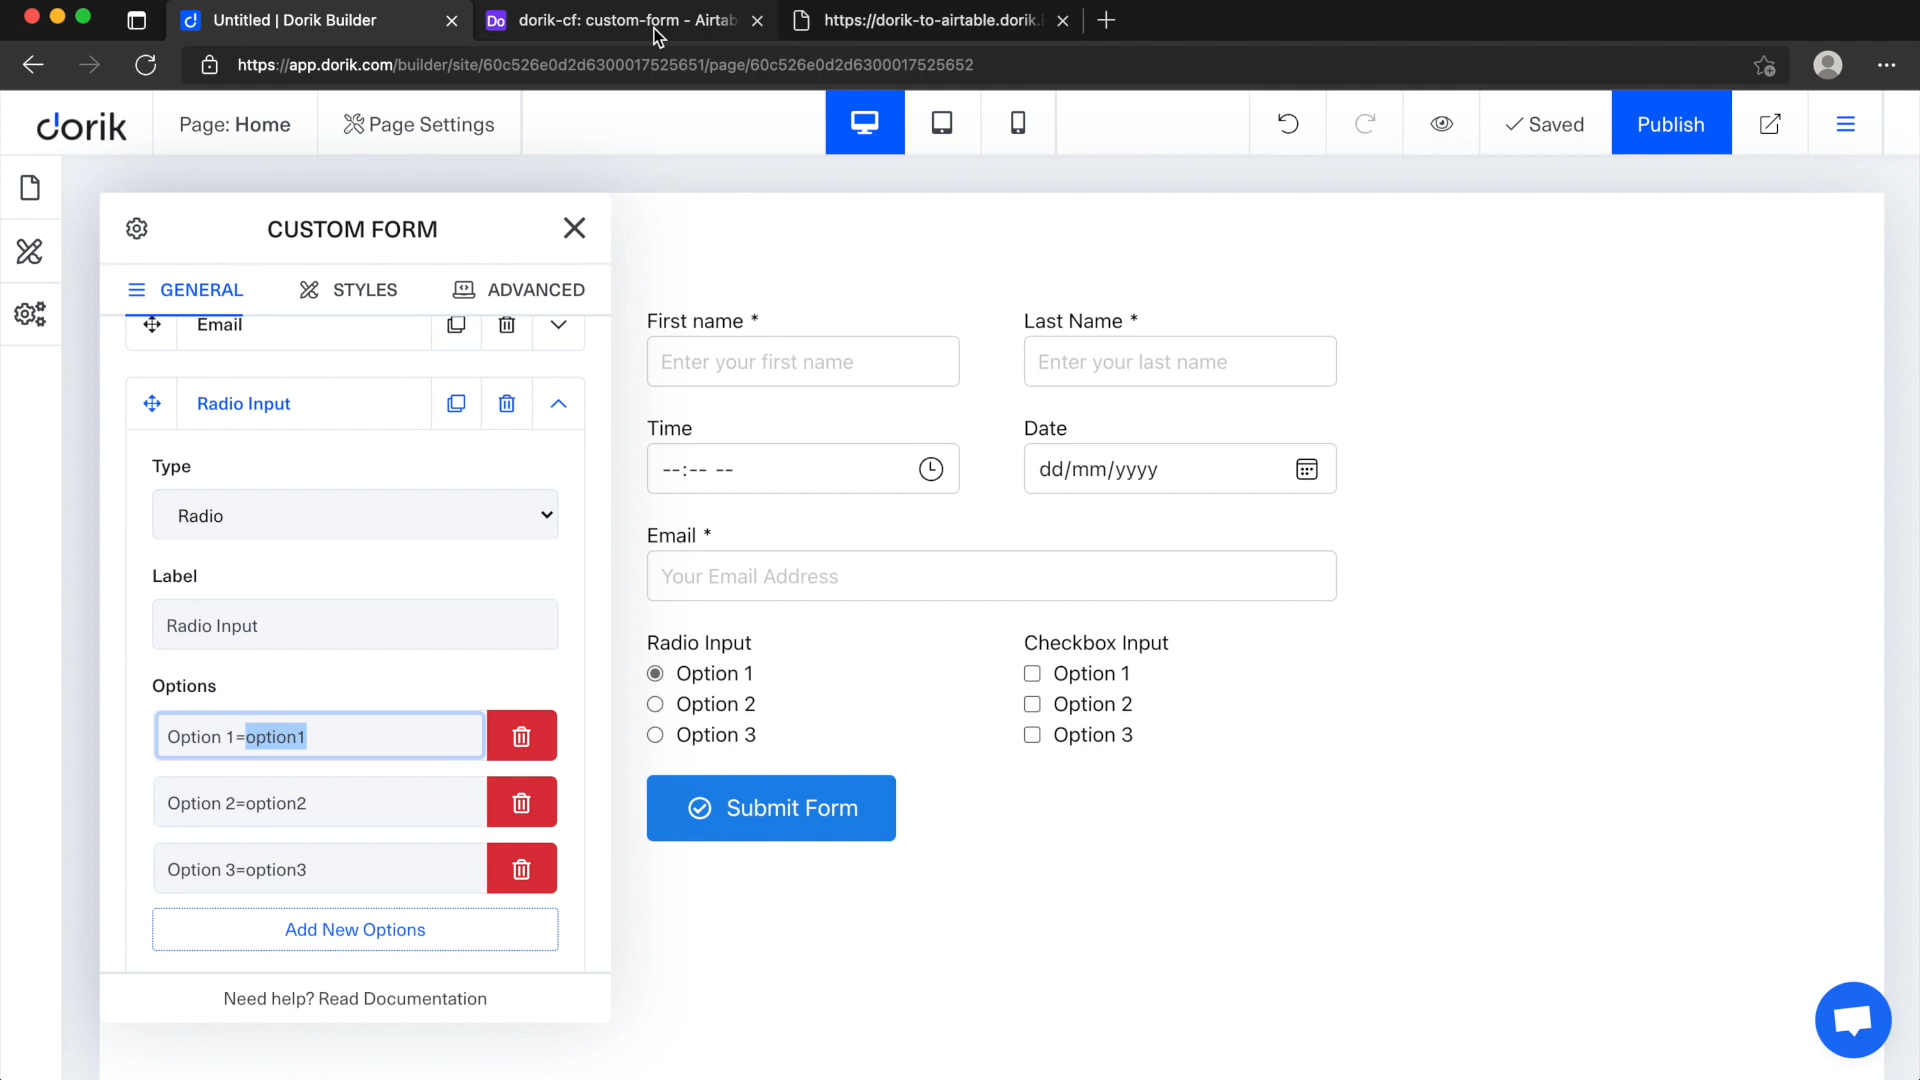 Untitled | Dorik Builder
Do dorik-cf: custom-form - Airtab
https://dorik-to-airtable.dorik.
https://app.dorik.com/builder/site/60c526e0d2d6300017525651/page/60c526e0d2d6300017525652
dorik
Page: Home
Page Settings
Saved
Publish
CUSTOM FORM
GENERAL
STYLES
ADVANCED
Email
Radio Input
Type
Radio
Label
Radio Input
Options
Option 1=option1
Option 2=option2
Option 3=option3
Add New Options
Need help? Read Documentation
First name *
Enter your first name
Last Name *
Enter your last name
Time
--:-- --
Date
dd/mm/yyyy
Email *
Your Email Address
Radio Input
Option 1
Option 2
Option 3
Checkbox Input
Option 1
Option 2
Option 3
Submit Form